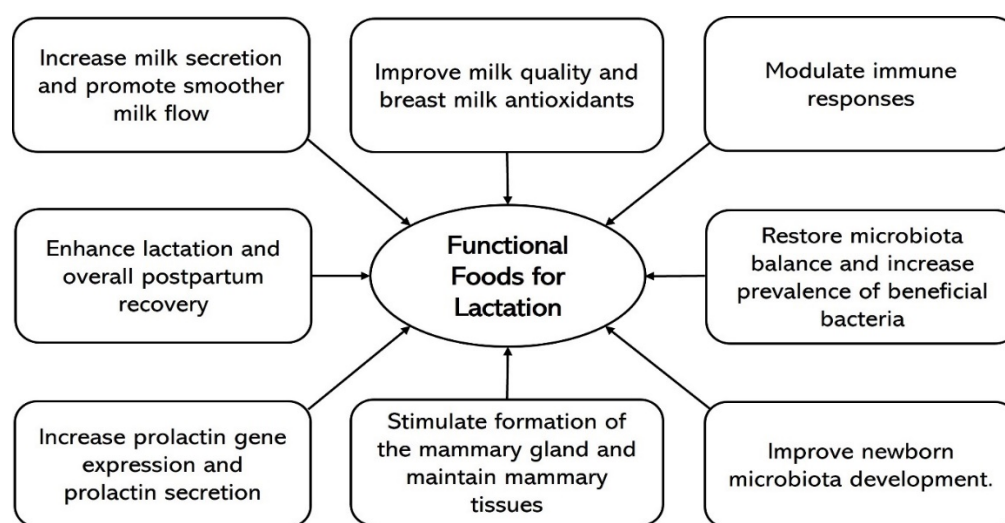 Increase milk secretion
and promote smoother
milk flow
Improve milk quality and
breast milk antioxidants
Modulate immune
responses
Enhance lactation and
overall postpartum
recovery
Functional
Foods for
Lactation
Restore microbiota
balance and increase
prevalence of beneficial
bacteria
Increase prolactin gene
expression and
prolactin secretion
Stimulate formation of
the mammary gland and
maintain mammary
tissues
Improve newborn
microbiota development.